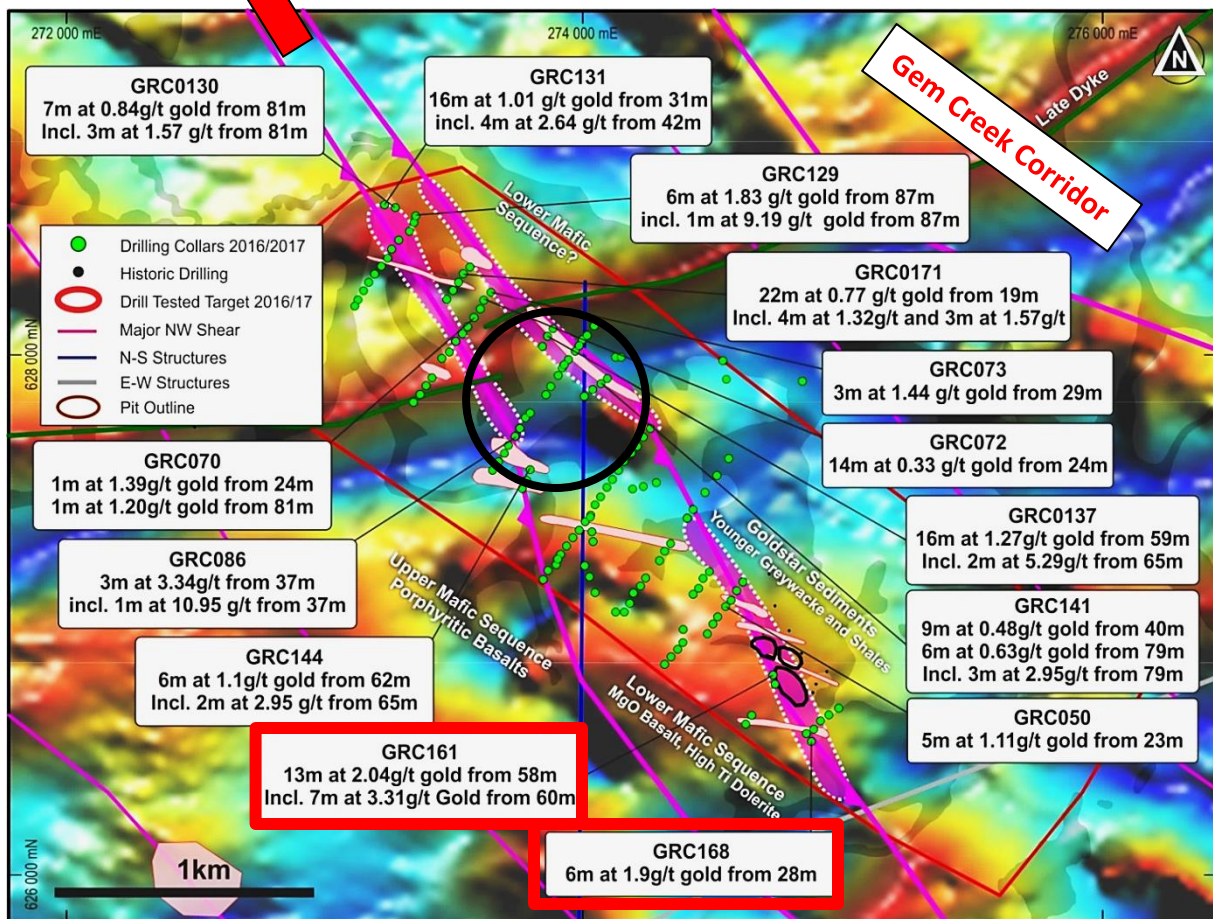 272 000 mE
274 000 mE
276 000 mE
N
Gem Creek Corridor
Late Dyke
GRC0130
7m at 0.84g/t gold from 81m
Incl. 3m at 1.57 g/t from 81m
GRC131
16m at 1.01 g/t gold from 31m
incl. 4m at 2.64 g/t from 42m
GRC129
6m at 1.83 g/t gold from 87m
incl. 1m at 9.19 g/t gold from 87m
Lower Mafic
Sequence?
Drilling Collars 2016/2017
Historic Drilling
Drill Tested Target 2016/17
Major NW Shear
N-S Structures
E-W Structures
Pit Outline
GRC0171
22m at 0.77 g/t gold from 19m
Incl. 4m at 1.32g/t and 3m at 1.57g/t
628 000 mN
GRC073
3m at 1.44 g/t gold from 29m
GRC072
14m at 0.33 g/t gold from 24m
GRC070
1m at 1.39g/t gold from 24m
1m at 1.20g/t gold from 81m
GRC0137
16m at 1.27g/t gold from 59m
Incl. 2m at 5.29g/t from 65m
GRC086
3m at 3.34g/t from 37m
incl. 1m at 10.95 g/t from 37m
Goldstar Sediments
Younger Greywacke and Shales
Upper Mafic Sequence
Porphyritic Basalts
GRC141
9m at 0.48g/t gold from 40m
6m at 0.63g/t gold from 79m
Incl. 3m at 2.95g/t from 79m
GRC144
6m at 1.1g/t gold from 62m
Incl. 2m at 2.95 g/t from 65m
Lower Mafic Sequence
MgO Basalt, High TI Dolerite
GRC050
5m at 1.11g/t gold from 23m
GRC161
13m at 2.04g/t gold from 58m
Incl. 7m at 3.31g/t Gold from 60m
GRC168
6m at 1.9g/t gold from 28m
626 000 mN
1km